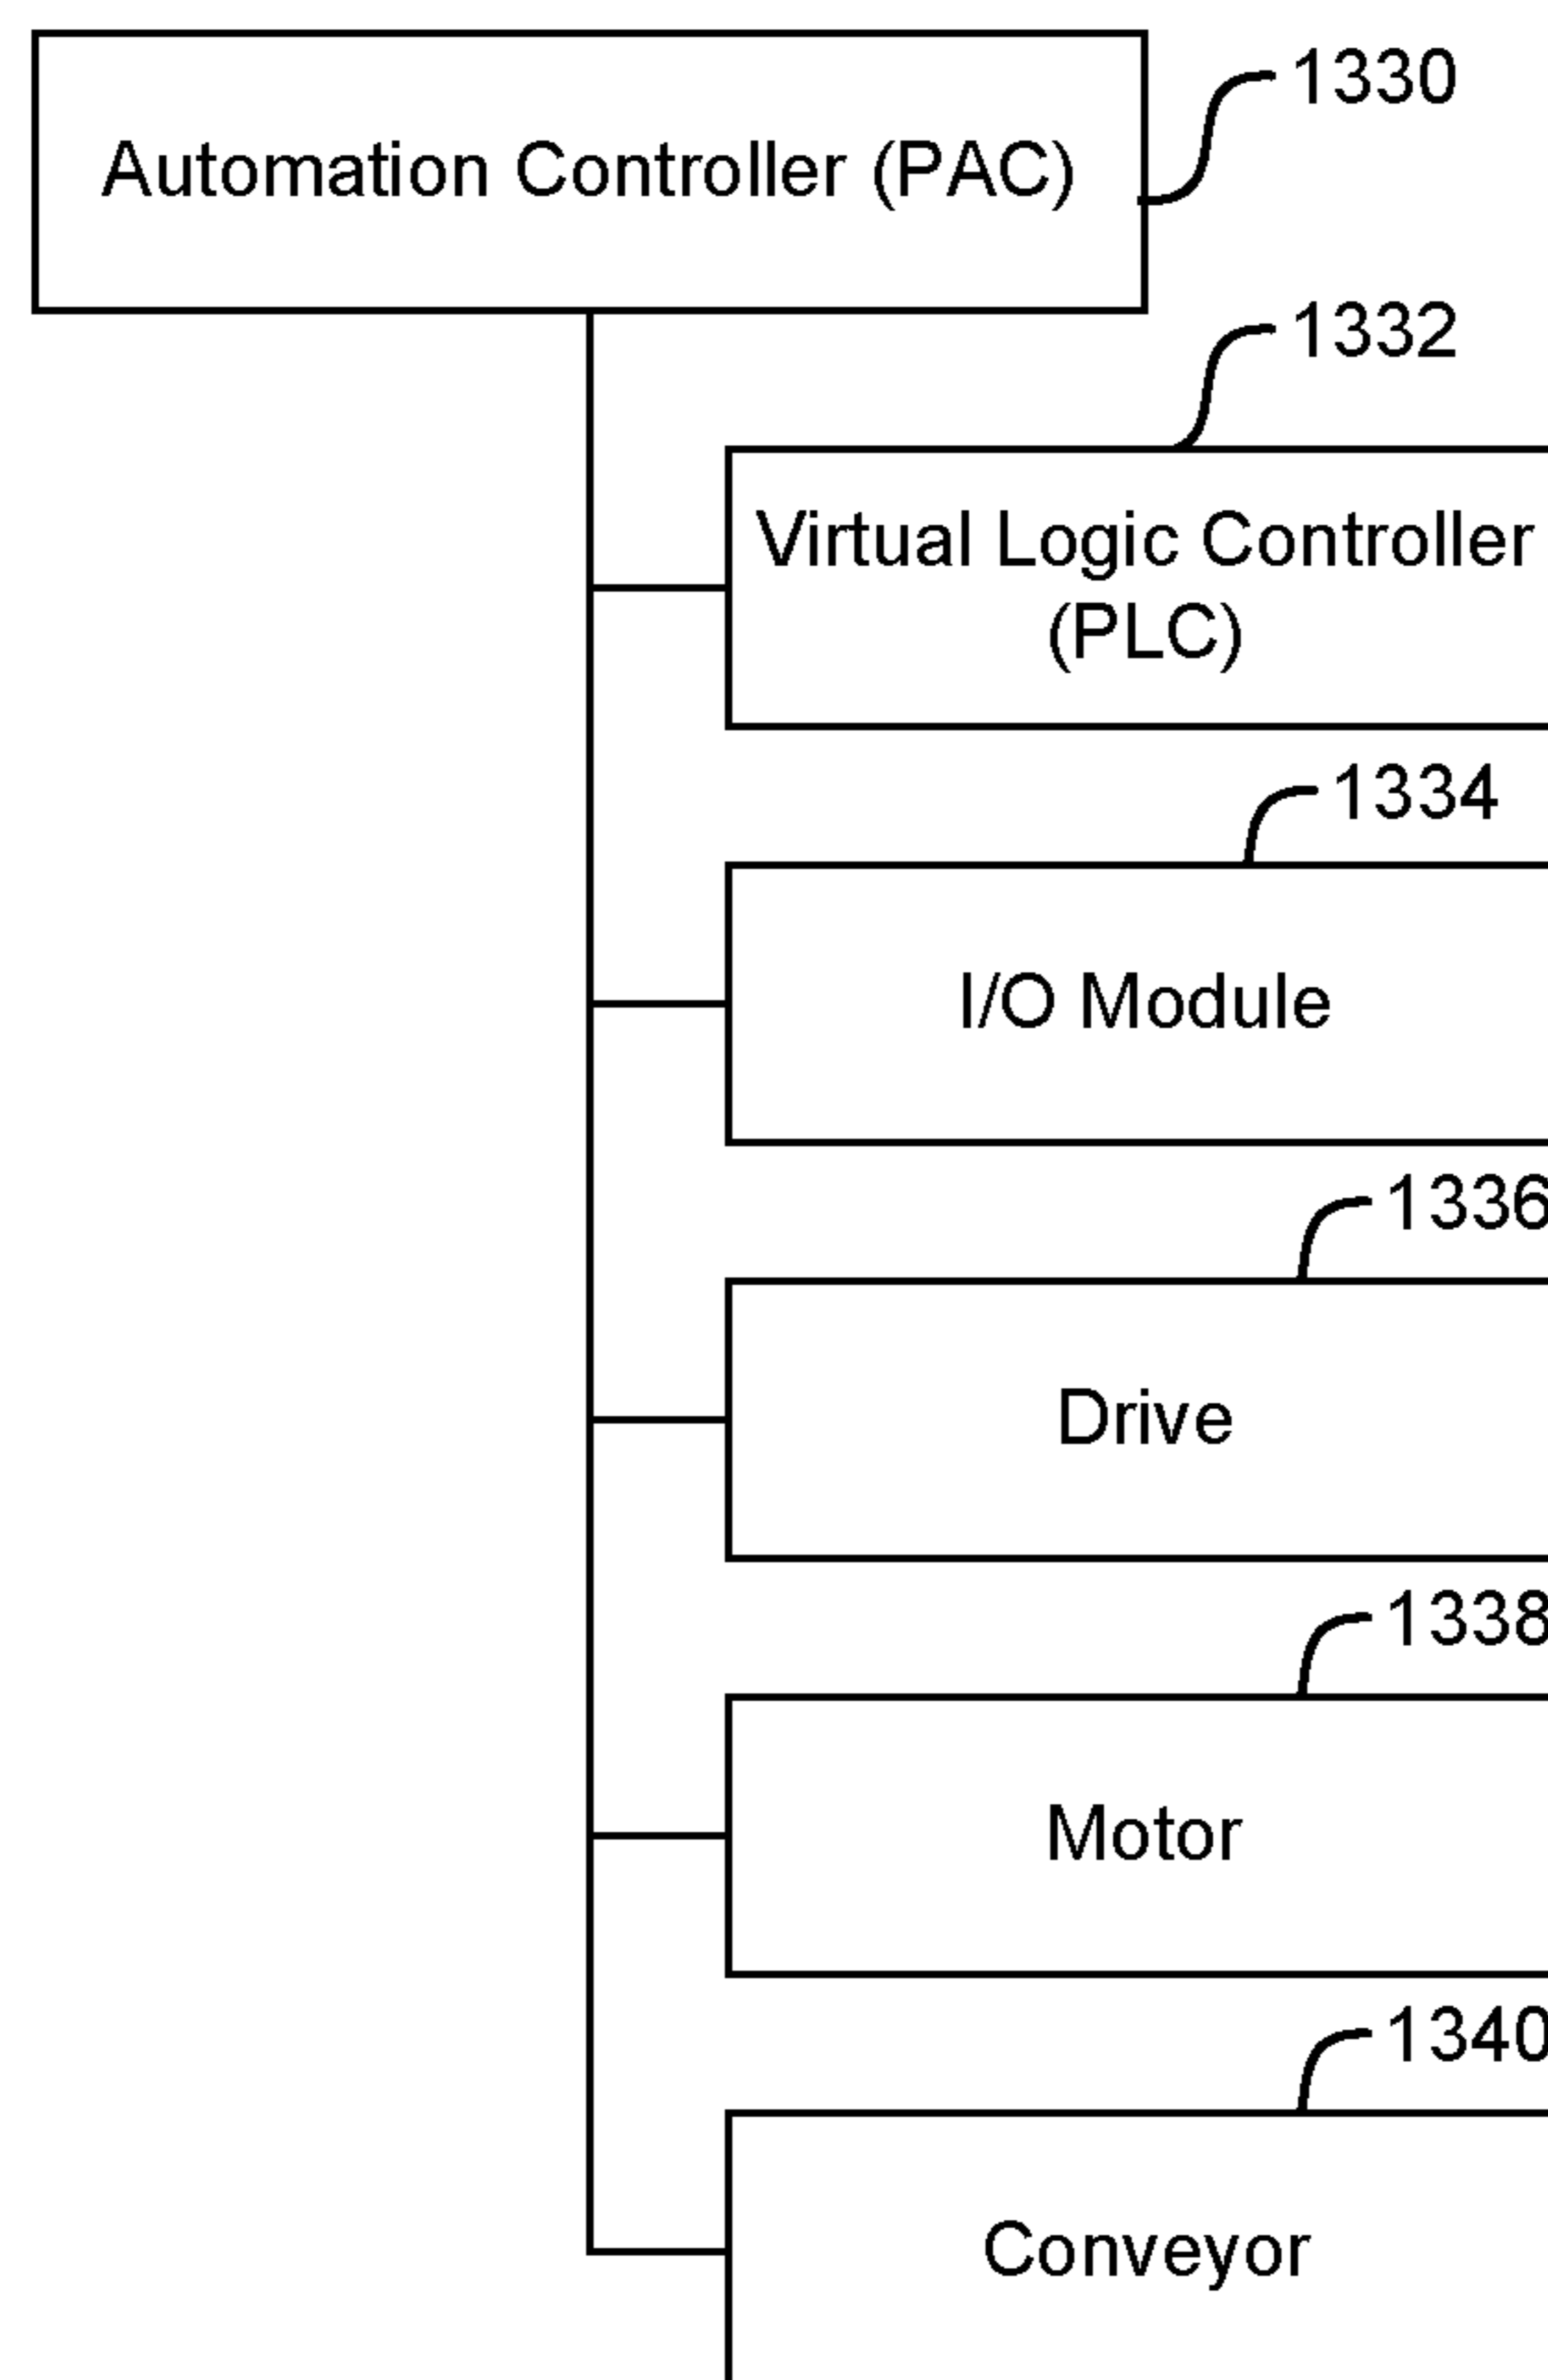 1330
Automation Controller (PAC)
1332
Virtual Logic Controller
(PLC)
1334
I/O Module
1336
Drive
1338
Motor
1340
Conveyor